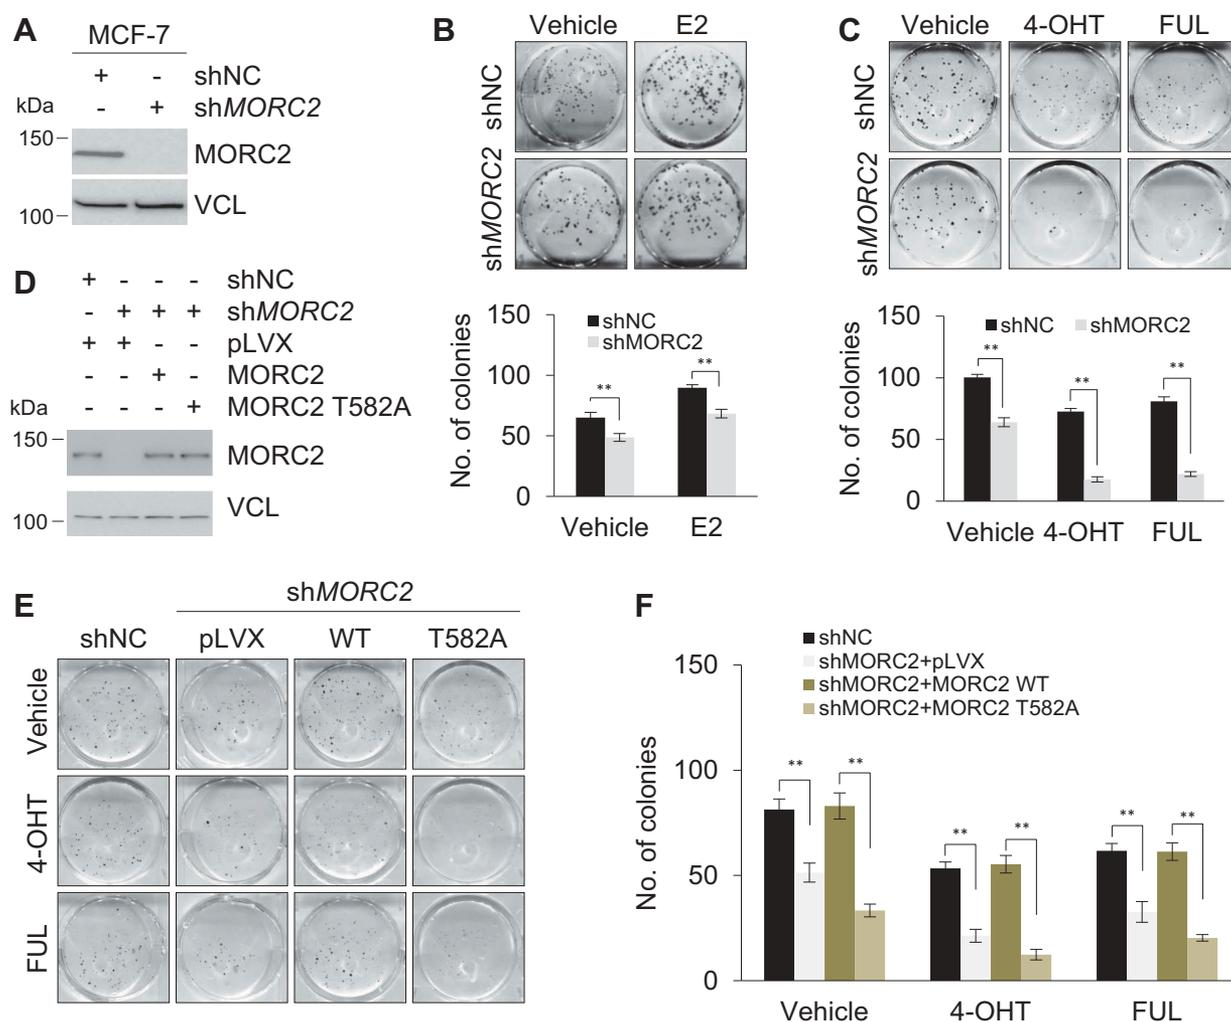 A
MCF-7
+ - shNC
kDa - + shMORC2
150 MORC2
100 VCL
B
Vehicle E2
shNC
shMORC2
150
100
50
0
No. of colonies
shNC
shMORC2
** **
Vehicle E2
C
Vehicle 4-OHT FUL
shNC
shMORC2
150
100
50
0
No. of colonies
shNC shMORC2
** ** **
Vehicle 4-OHT FUL
D
+ - - - shNC
- + + + shMORC2
+ + - - pLVX
- - + - MORC2
kDa - - - + MORC2 T582A
150 MORC2
100 VCL
E
shMORC2
shNC pLVX WT T582A
Vehicle
4-OHT
FUL
F
shNC
shMORC2+pLVX
shMORC2+MORC2 WT
shMORC2+MORC2 T582A
150
100
50
0
No. of colonies
** ** ** ** ** **
Vehicle 4-OHT FUL